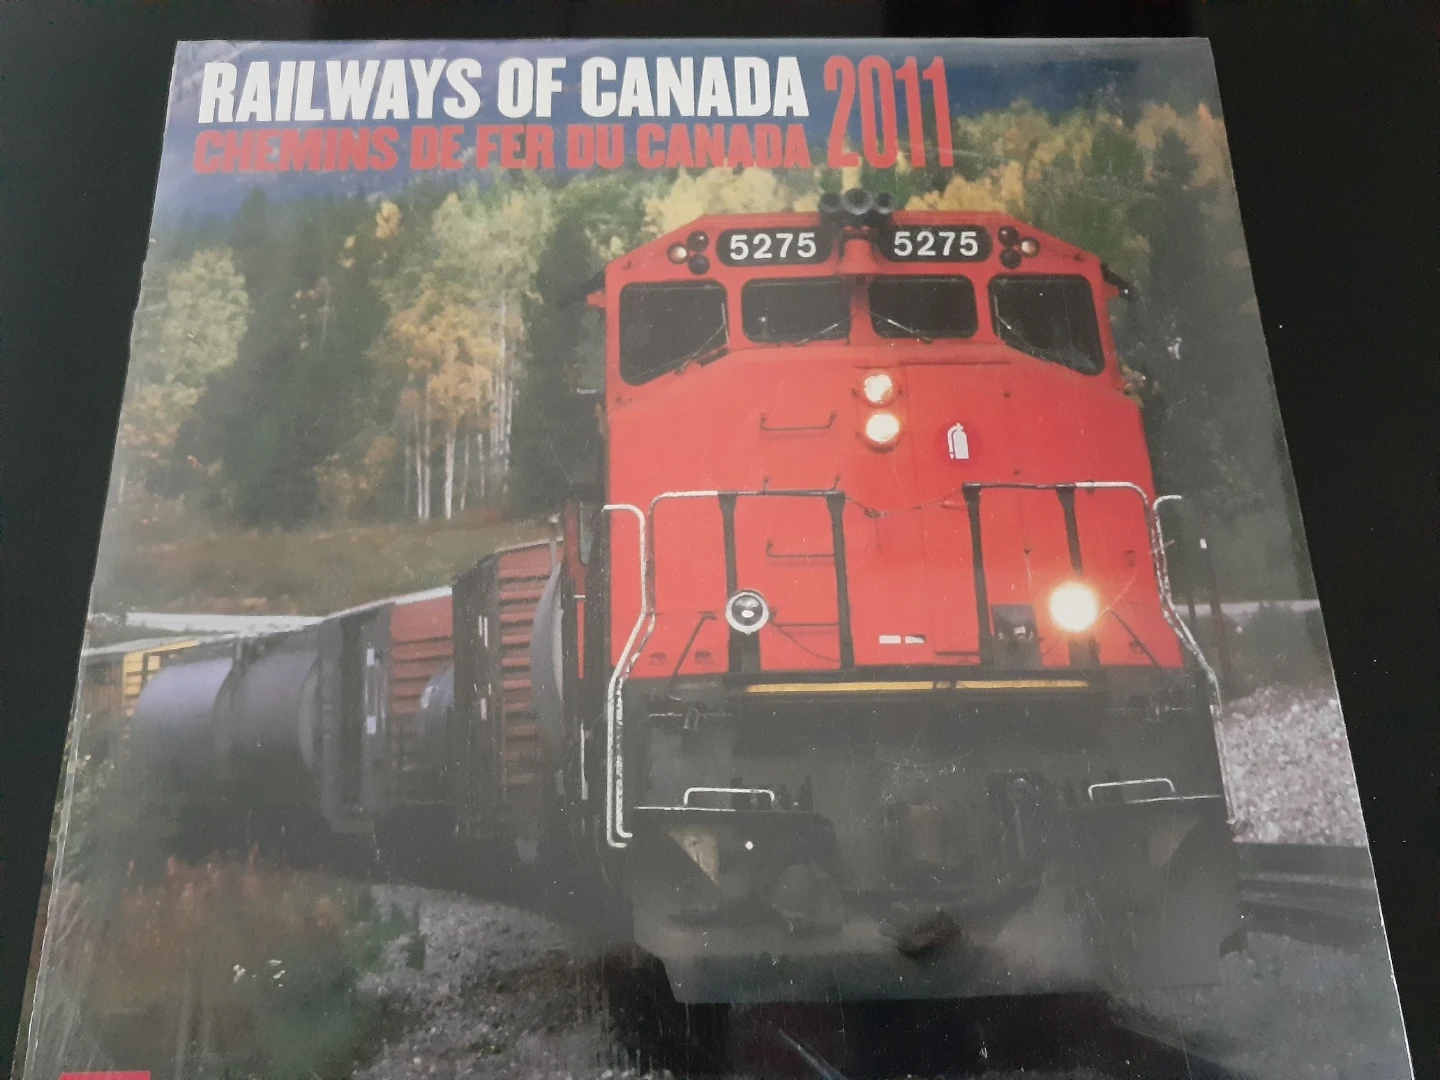 RAILWAYS OF CANADA 2011
CHEMINS DE FER DU CANADA
5275 5275